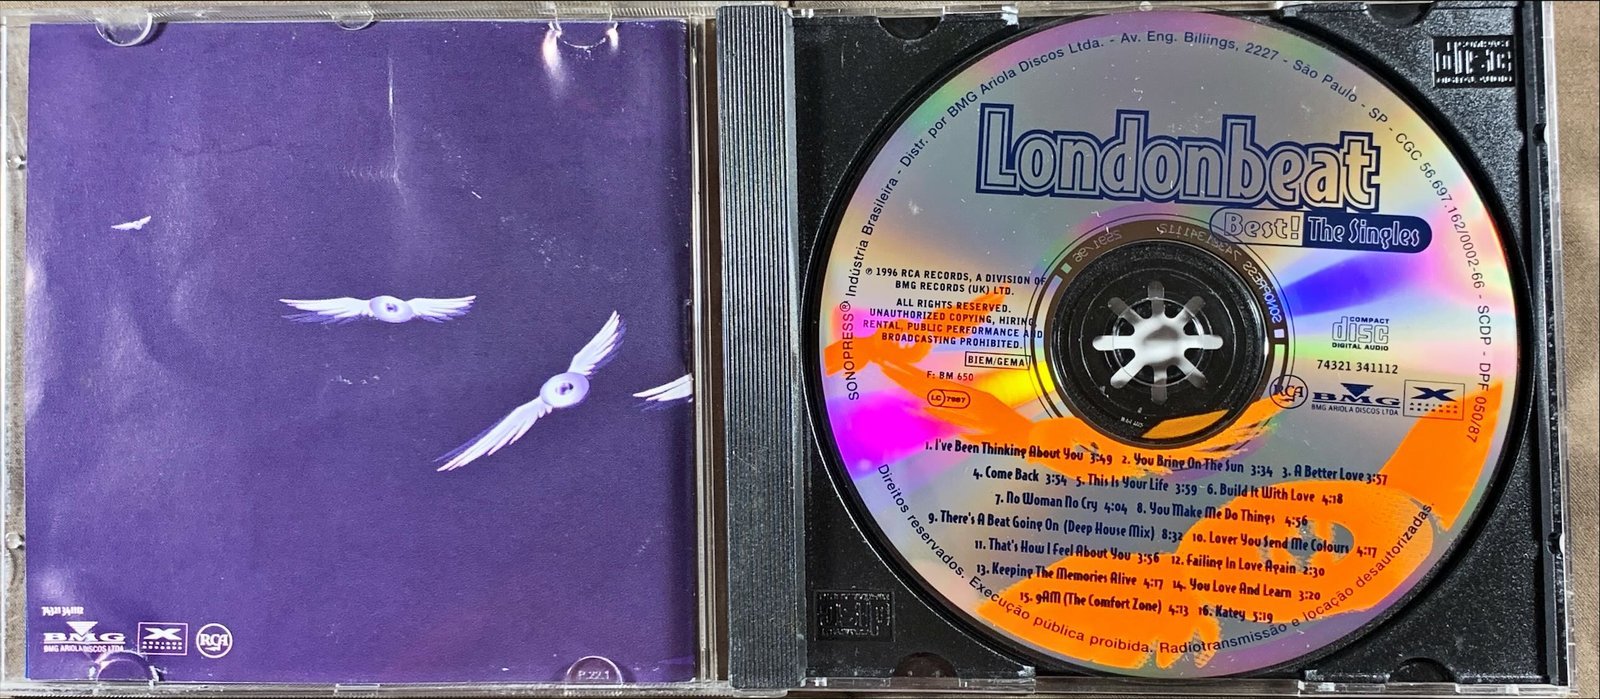 74321 341112
BMG
BMG ARIOLA DISCOS LTDA.
X
RCA
P.22.1
COMPACT
disc
DIGITAL AUDIO
SONOPRESS® Indústria Brasileira - Distr. por BMG Ariola Discos Ltda. - Av. Eng. Billings, 2227 - São Paulo - SP - CGC 56.697.162/0002-66 - SCDP - DPF 050/87
Londonbeat
Best! The Singles
℗ 1996 RCA RECORDS, A DIVISION OF
BMG RECORDS (UK) LTD.
ALL RIGHTS RESERVED.
UNAUTHORIZED COPYING, HIRING,
RENTAL, PUBLIC PERFORMANCE AND
BROADCASTING PROHIBITED.
BIEM/GEMA
F: BM 650
LC 7987
SONOPRESS 74321341112
COMPACT
disc
DIGITAL AUDIO
74321 341112
RCA
BMG
BMG ARIOLA DISCOS LTDA
X
1. I've Been Thinking About You 3:49 2. You Bring On The Sun 3:34 3. A Better Love 3:57
4. Come Back 3:54 5. This Is Your Life 3:59 6. Build It With Love 4:18
7. No Woman No Cry 4:04 8. You Make Me Do Things 4:56
9. There's A Beat Going On (Deep House Mix) 8:32 10. Lover You Send Me Colours 4:17
11. That's How I Feel About You 3:56 12. Failing In Love Again 2:30
13. Keeping The Memories Alive 4:17 14. You Love And Learn 3:20
15. 9AM (The Comfort Zone) 4:13 16. Katey 5:19
Direitos reservados. Execução pública proibida. Radiotransmissão e locação desautorizadas.